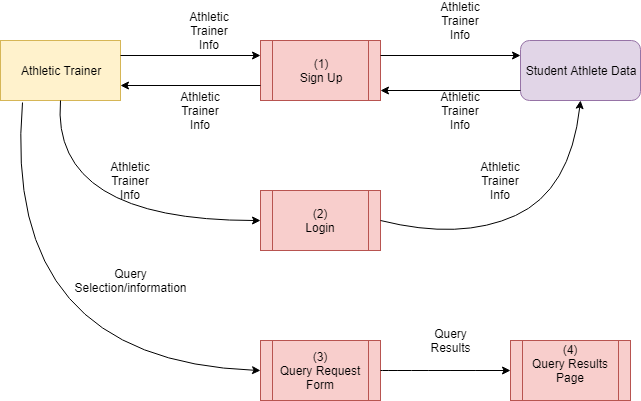 Athletic
Trainer
Info
Athletic
Trainer
Info
Athletic Trainer
(1)
Sign Up
Student Athlete Data
Athletic
Trainer
Info
Athletic
Trainer
Info
Athletic
Trainer
Info
(2)
Login
Athletic
Trainer
Info
Query
Selection/information
(3)
Query Request
Form
Query
Results
(4)
Query Results
Page